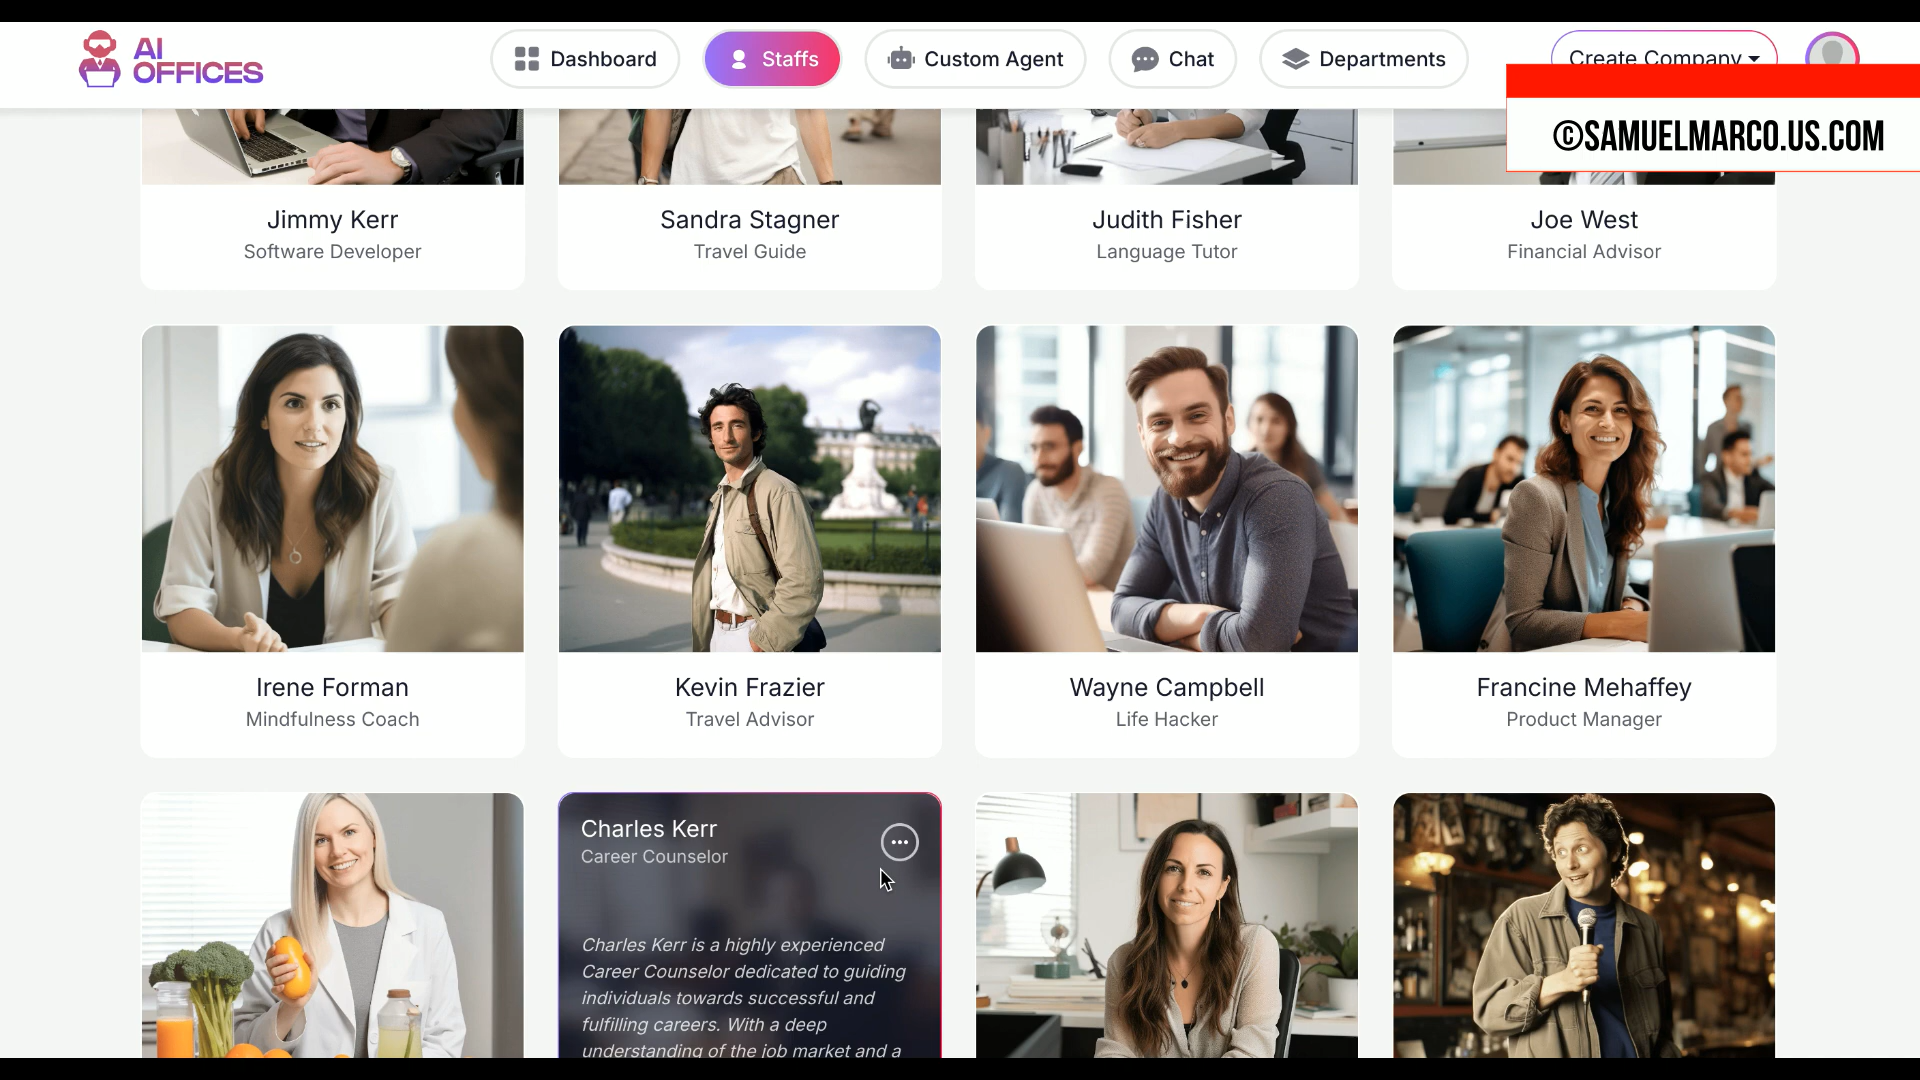 AI
OFFICES
Dashboard
Staffs
Custom Agent
Chat
Departments
Create Company
©SAMUELMARCO.US.COM
Jimmy Kerr
Software Developer
Sandra Stagner
Travel Guide
Judith Fisher
Language Tutor
Joe West
Financial Advisor
Irene Forman
Mindfulness Coach
Kevin Frazier
Travel Advisor
Wayne Campbell
Life Hacker
Francine Mehaffey
Product Manager
Charles Kerr
Career Counselor
Charles Kerr is a highly experienced
Career Counselor dedicated to guiding
individuals towards successful and
fulfilling careers. With a deep
understanding of the job market and a